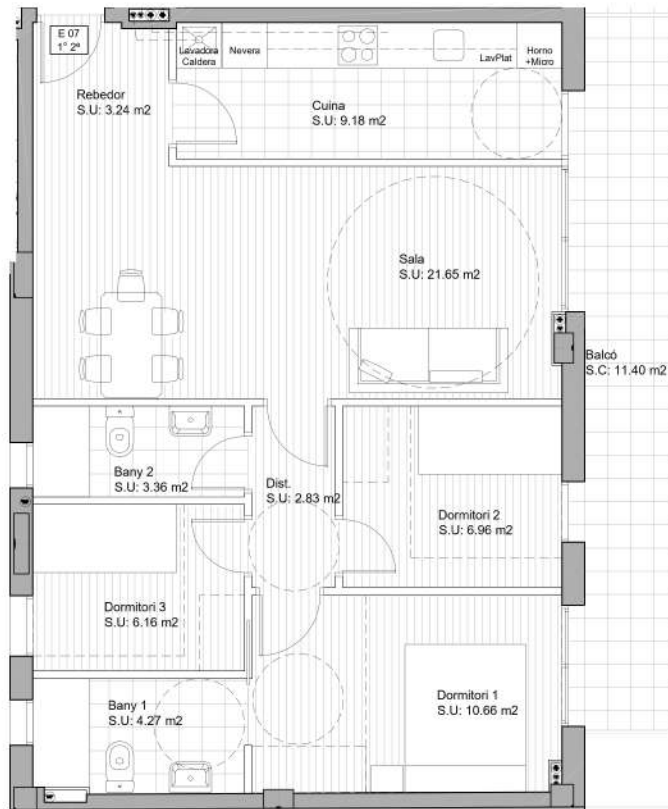 E 07
1° 2ª
Rebedor
S.U: 3.24 m2
Lavadora
Caldera
Nevera
LavPlat
Horno
+Micro
Cuina
S.U: 9.18 m2
Sala
S.U: 21.65 m2
Balcó
S.C: 11.40 m2
Bany 2
S.U: 3.36 m2
Dist.
S.U: 2.83 m2
Dormitori 2
S.U: 6.96 m2
Dormitori 3
S.U: 6.16 m2
Bany 1
S.U: 4.27 m2
Dormitori 1
S.U: 10.66 m2